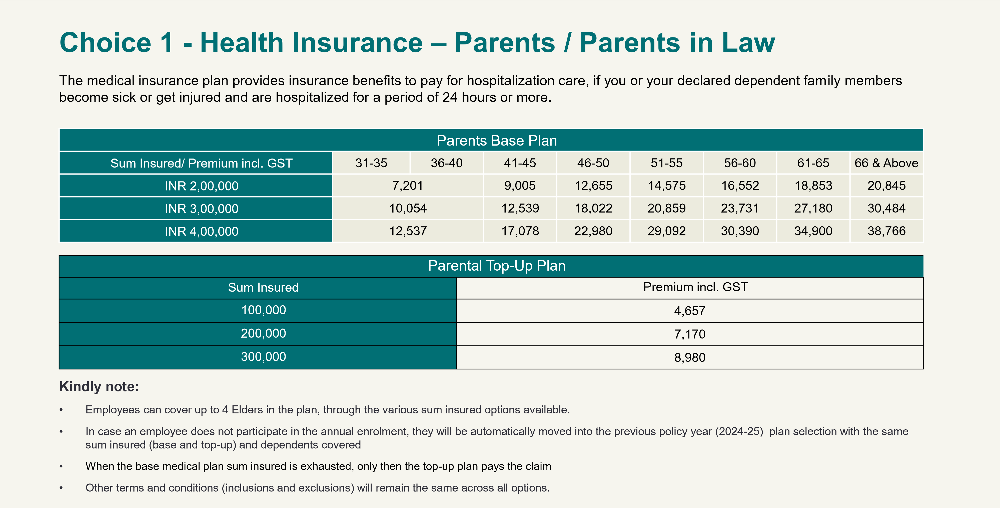 Choice 1 - Health Insurance – Parents / Parents in Law
The medical insurance plan provides insurance benefits to pay for hospitalization care, if you or your declared dependent family members
become sick or get injured and are hospitalized for a period of 24 hours or more.
Parents Base Plan
Sum Insured/ Premium incl. GST 31-35 36-40 41-45 46-50 51-55 56-60 61-65 66 & Above
INR 2,00,000 7,201 9,005 12,655 14,575 16,552 18,853 20,845
INR 3,00,000 10,054 12,539 18,022 20,859 23,731 27,180 30,484
INR 4,00,000 12,537 17,078 22,980 29,092 30,390 34,900 38,766
Parental Top-Up Plan
Sum Insured Premium incl. GST
100,000 4,657
200,000 7,170
300,000 8,980
Kindly note:
• Employees can cover up to 4 Elders in the plan, through the various sum insured options available.
• In case an employee does not participate in the annual enrolment, they will be automatically moved into the previous policy year (2024-25) plan selection with the same
sum insured (base and top-up) and dependents covered
• When the base medical plan sum insured is exhausted, only then the top-up plan pays the claim
• Other terms and conditions (inclusions and exclusions) will remain the same across all options.